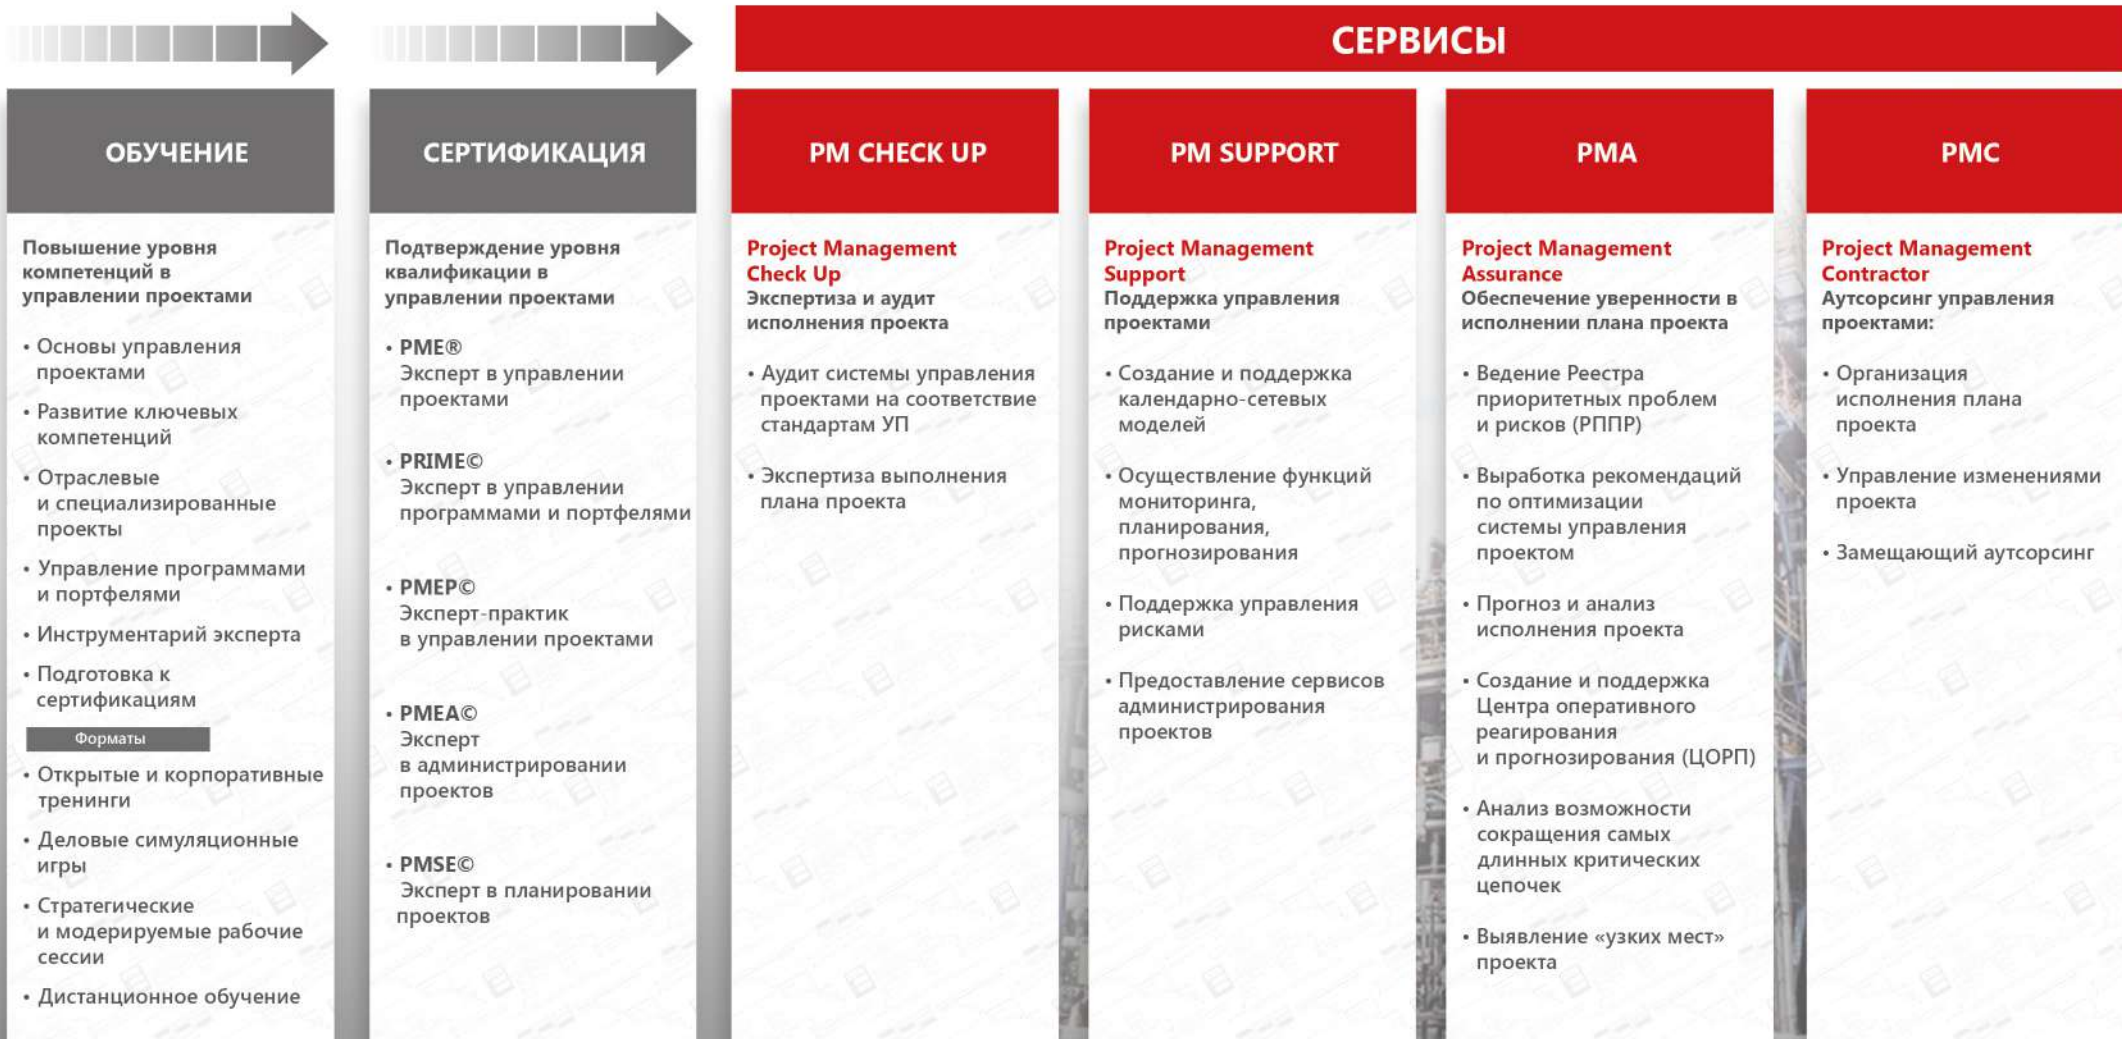 СЕРВИСЫ
ОБУЧЕНИЕ
Повышение уровня
компетенций в
управлении проектами
• Основы управления
проектами
• Развитие ключевых
компетенций
• Отраслевые
и специализированные
проекты
• Управление программами
и портфелями
• Инструментарий эксперта
• Подготовка к
сертификациям
Форматы
• Открытые и корпоративные
тренинги
• Деловые симуляционные
игры
• Стратегические
и модерируемые рабочие
сессии
• Дистанционное обучение
СЕРТИФИКАЦИЯ
Подтверждение уровня
квалификации в
управлении проектами
• PME®
Эксперт в управлении
проектами
• PRIME©
Эксперт в управлении
программами и портфелями
• PMEP©
Эксперт-практик
в управлении проектами
• PMEA©
Эксперт
в администрировании
проектов
• PMSE©
Эксперт в планировании
проектов
PM CHECK UP
Project Management
Check Up
Экспертиза и аудит
исполнения проекта
• Аудит системы управления
проектами на соответствие
стандартам УП
• Экспертиза выполнения
плана проекта
PM SUPPORT
Project Management
Support
Поддержка управления
проектами
• Создание и поддержка
календарно-сетевых
моделей
• Осуществление функций
мониторинга,
планирования,
прогнозирования
• Поддержка управления
рисками
• Предоставление сервисов
администрирования
проектов
PMA
Project Management
Assurance
Обеспечение уверенности в
исполнении плана проекта
• Ведение Реестра
приоритетных проблем
и рисков (РППР)
• Выработка рекомендаций
по оптимизации
системы управления
проектом
• Прогноз и анализ
исполнения проекта
• Создание и поддержка
Центра оперативного
реагирования
и прогнозирования (ЦОРП)
• Анализ возможности
сокращения самых
длинных критических
цепочек
• Выявление «узких мест»
проекта
PMC
Project Management
Contractor
Аутсорсинг управления
проектами:
• Организация
исполнения плана
проекта
• Управление изменениями
проекта
• Замещающий аутсорсинг